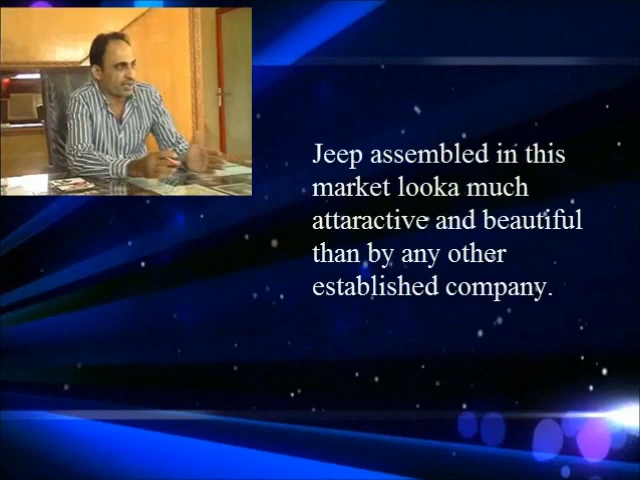 Jeep assembled in this
market looka much
attaractive and beautiful
than by any other
established company.